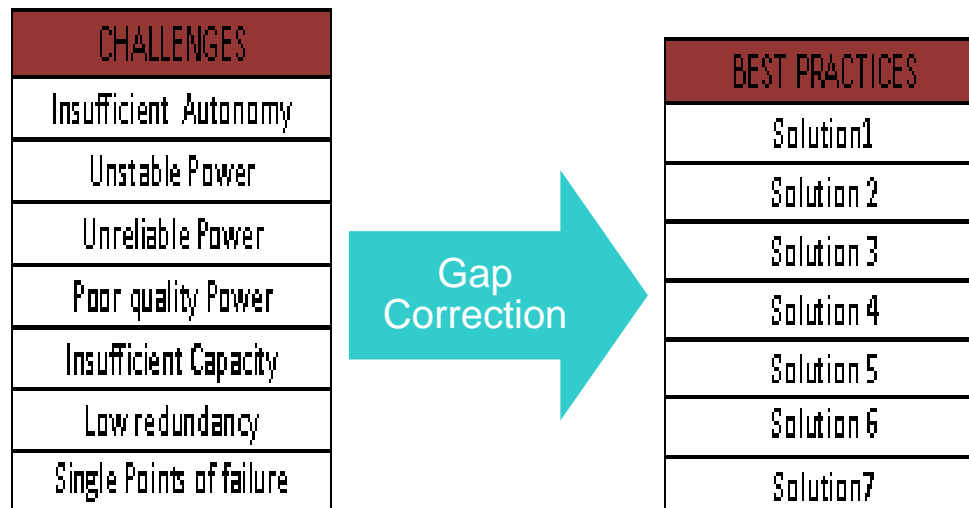 CHALLENGES
Insufficient Autonomy
Unstable Power
Unreliable Power
Poor quality Power
Insufficient Capacity
Low redundancy
Single Points of failure
Gap
Correction
BEST PRACTICES
Solution1
Solution 2
Solution 3
Solution 4
Solution 5
Solution 6
Solution7